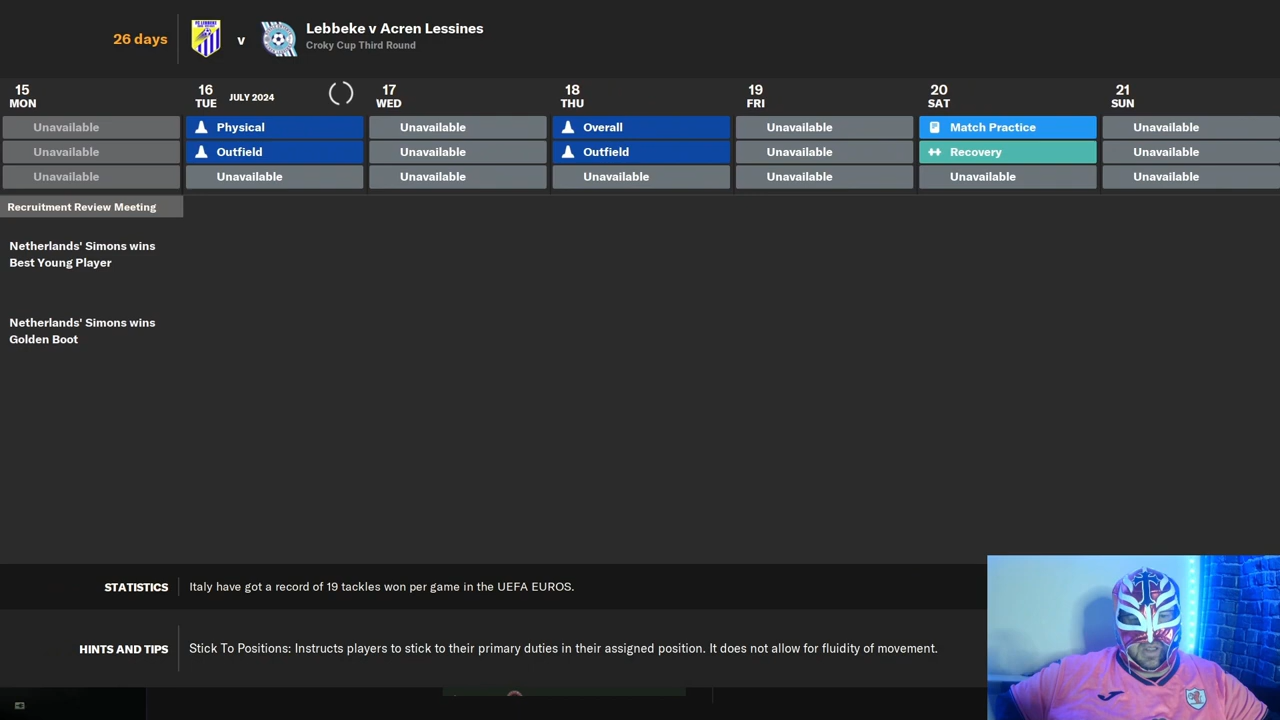 26 days
v
Lebbeke v Acren Lessines
Croky Cup Third Round
15
MON
16
TUE
JULY 2024
17
WED
18
THU
19
FRI
20
SAT
21
SUN
Unavailable
Physical
Unavailable
Overall
Unavailable
Match Practice
Unavailable
Unavailable
Outfield
Unavailable
Outfield
Unavailable
Recovery
Unavailable
Unavailable
Unavailable
Unavailable
Unavailable
Unavailable
Unavailable
Unavailable
Recruitment Review Meeting
Netherlands' Simons wins
Best Young Player
Netherlands' Simons wins
Golden Boot
STATISTICS
Italy have got a record of 19 tackles won per game in the UEFA EUROS.
HINTS AND TIPS
Stick To Positions: Instructs players to stick to their primary duties in their assigned position. It does not allow for fluidity of movement.